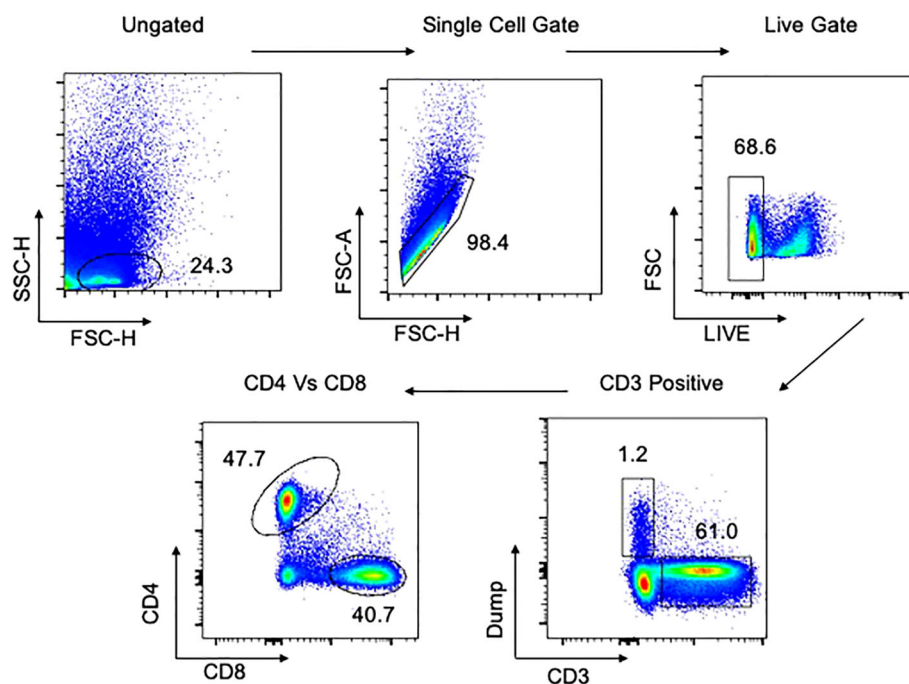 Ungated
Single Cell Gate
Live Gate
24.3
SSC-H
FSC-H
98.4
FSC-A
FSC-H
68.6
FSC
LIVE
CD4 Vs CD8
CD3 Positive
47.7
40.7
CD4
CD8
1.2
61.0
Dump
CD3